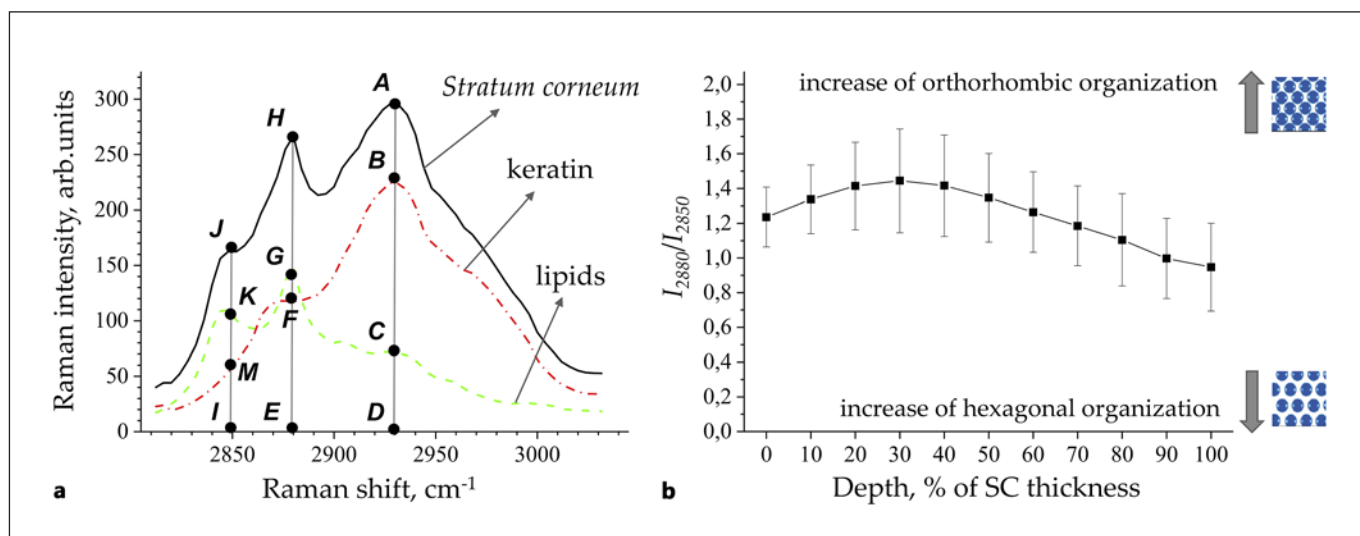 Raman intensity, arb.units
300
250
200
150
100
50
0
2850
2900
2950
3000
Raman shift, cm-1
A
B
C
D
E
F
G
H
I
J
K
M
Stratum corneum
keratin
lipids
a
I2880/I2850
2,0
1,8
1,6
1,4
1,2
1,0
0,8
0,6
0,4
0,2
0,0
increase of orthorhombic organization
increase of hexagonal organization
0 10 20 30 40 50 60 70 80 90 100
Depth, % of SC thickness
b